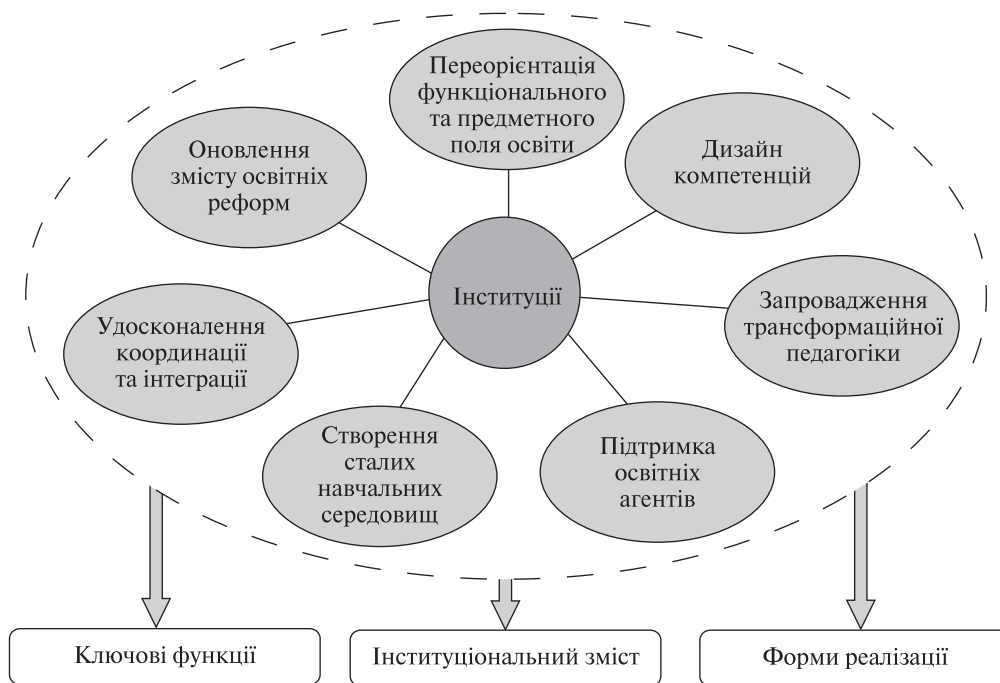 Переорієнтація
функціонального
та предметного
поля освіти
Оновлення
змісту освітніх
реформ
Дизайн
компетенцій
Інституції
Удосконалення
координації
та інтеграції
Запровадження
трансформаційної
педагогіки
Створення
сталих
навчальних
середовищ
Підтримка
освітніх
агентів
Ключові функції
Інституціональний зміст
Форми реалізації